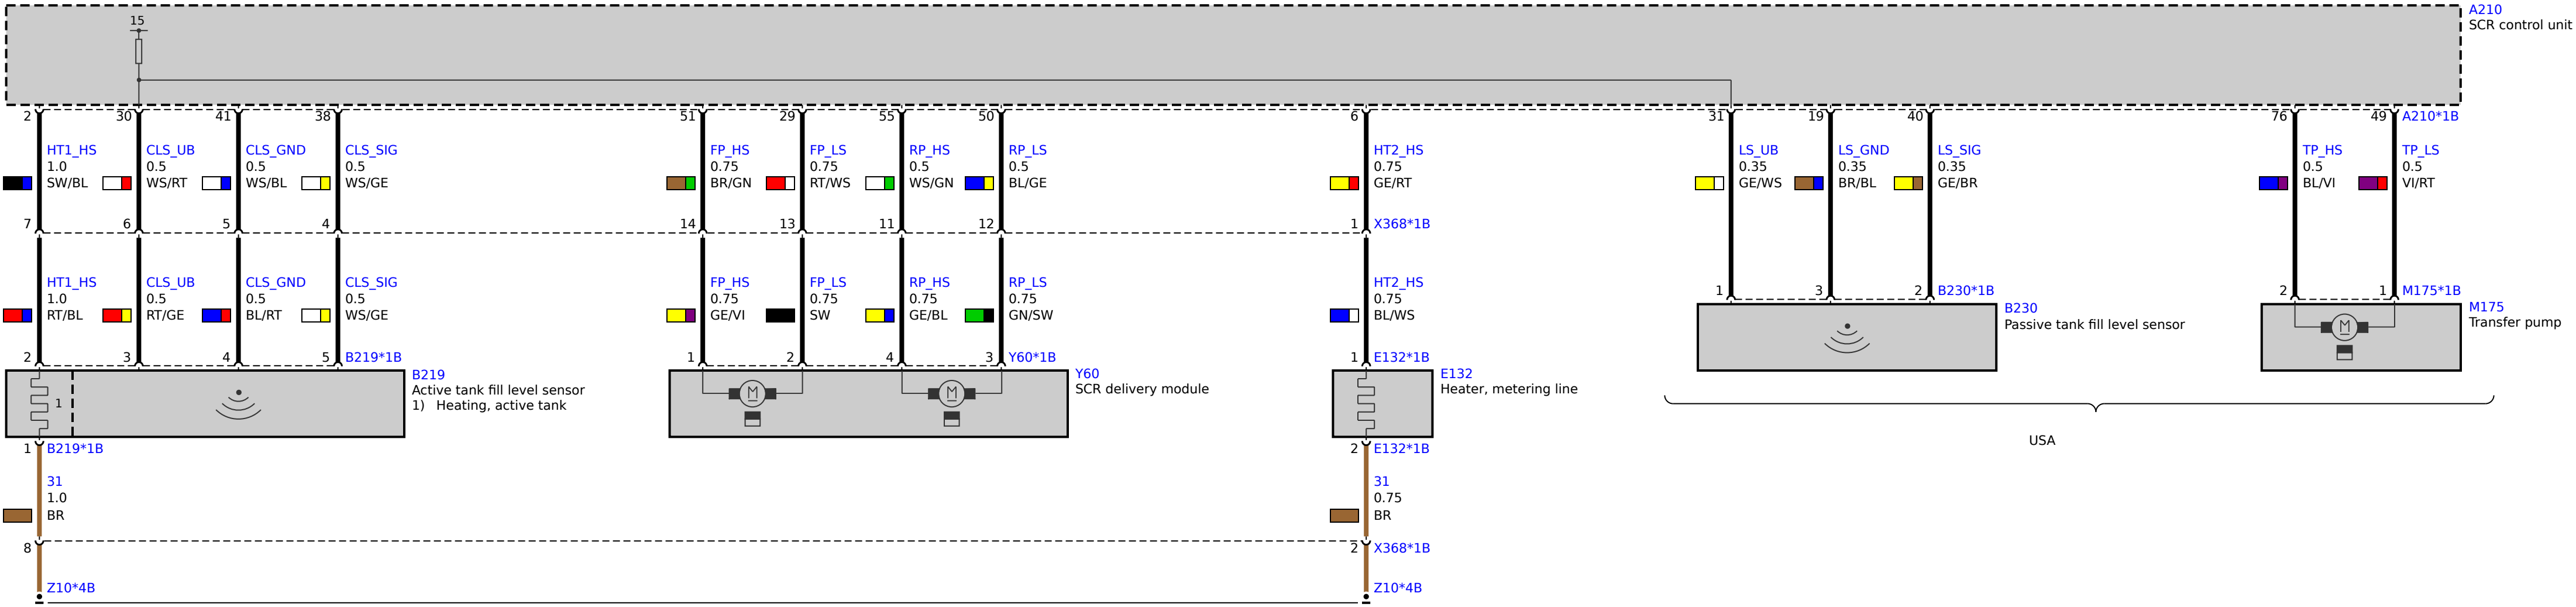 15
A210
SCR control unit
2 30 41 38 51 29 55 50 6 31 19 40 76 49 A210*1B
HT1_HS CLS_UB CLS_GND CLS_SIG FP_HS FP_LS RP_HS RP_LS HT2_HS LS_UB LS_GND LS_SIG TP_HS TP_LS
1.0 0.5 0.5 0.5 0.75 0.75 0.5 0.5 0.75 0.35 0.35 0.35 0.5 0.5
SW/BL WS/RT WS/BL WS/GE BR/GN RT/WS WS/GN BL/GE GE/RT GE/WS BR/BL GE/BR BL/VI VI/RT
7 6 5 4 14 13 11 12 1 X368*1B
HT1_HS CLS_UB CLS_GND CLS_SIG FP_HS FP_LS RP_HS RP_LS HT2_HS
1.0 0.5 0.5 0.5 0.75 0.75 0.75 0.75 0.75
RT/BL RT/GE BL/RT WS/GE GE/VI SW GE/BL GN/SW BL/WS
1 3 2 B230*1B 2 1 M175*1B
B230
Passive tank fill level sensor
M175
Transfer pump
M
2 3 4 5 B219*1B 1 2 4 3 Y60*1B 1 E132*1B
B219
Active tank fill level sensor
1) Heating, active tank
1
Y60
SCR delivery module
M M
E132
Heater, metering line
USA
1 B219*1B 2 E132*1B
31 31
1.0 0.75
BR BR
8 2 X368*1B
Z10*4B Z10*4B